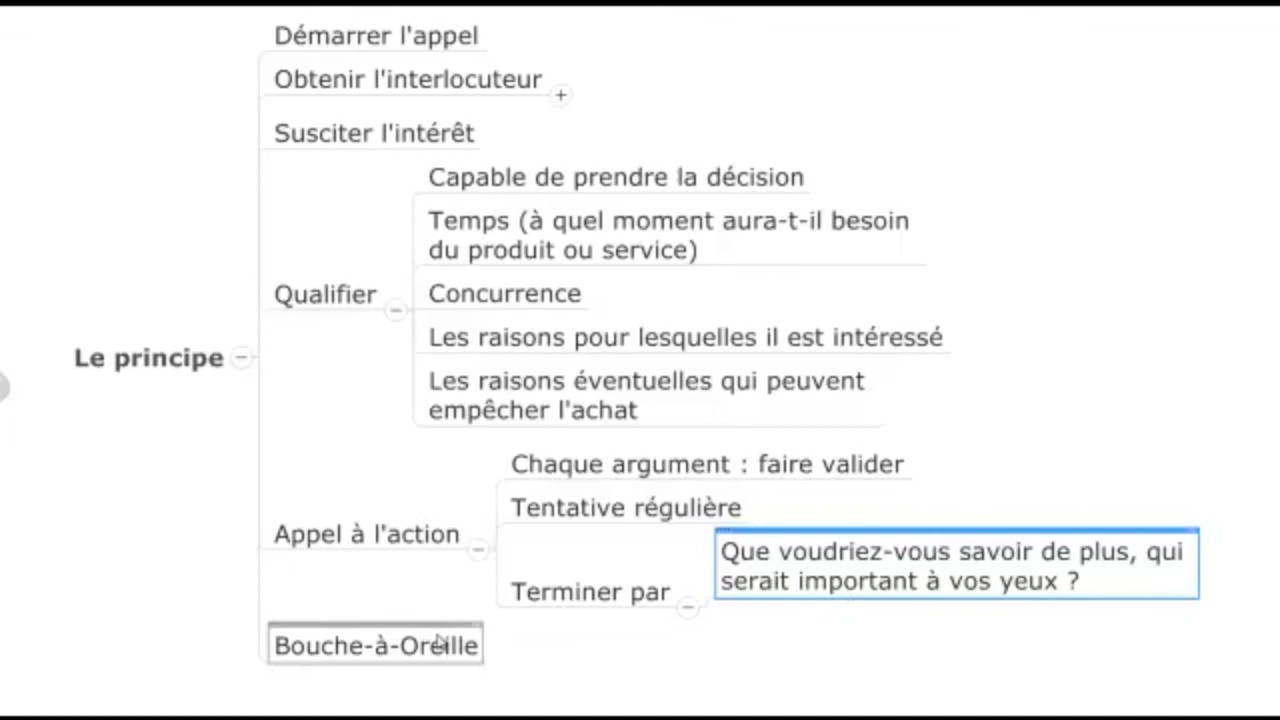 Démarrer l'appel
Obtenir l'interlocuteur
Susciter l'intérêt
Capable de prendre la décision
Temps (à quel moment aura-t-il besoin
du produit ou service)
Qualifier
Concurrence
Les raisons pour lesquelles il est intéressé
Le principe
Les raisons éventuelles qui peuvent
empêcher l'achat
Chaque argument : faire valider
Tentative régulière
Appel à l'action
Que voudriez-vous savoir de plus, qui
serait important à vos yeux ?
Terminer par
Bouche-à-Oreille